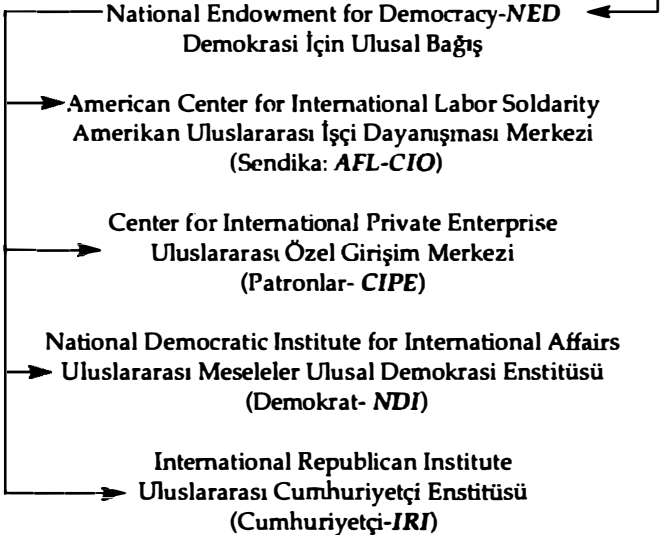 National Endowment for Democracy-NED
Demokrasi İçin Ulusal Bağış
American Center for International Labor Soldarity
Amerikan Uluslararası İşçi Dayanışması Merkezi
(Sendika: AFL-CIO)
Center for International Private Enterprise
Uluslararası Özel Girişim Merkezi
(Patronlar- CIPE)
National Democratic Institute for International Affairs
Uluslararası Meseleler Ulusal Demokrasi Enstitüsü
(Demokrat- NDI)
International Republican Institute
Uluslararası Cumhuriyetçi Enstitüsü
(Cumhuriyetçi-IRI)